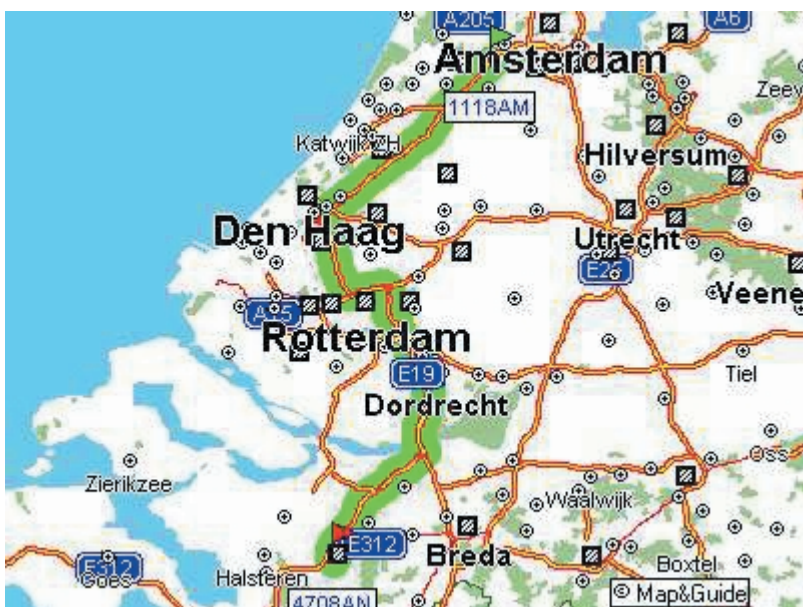 A205
A6
Amsterdam
1118AM
Zeev
Katwijk ZH
Hilversum
Den Haag
Utrecht
E25
Veene
A15
Rotterdam
E19
Tiel
Dordrecht
Oss
Zierikzee
Waalwijk
E312
Breda
E312
Goes
Halsteren
Boxtel
© Map&Guide
4708AN